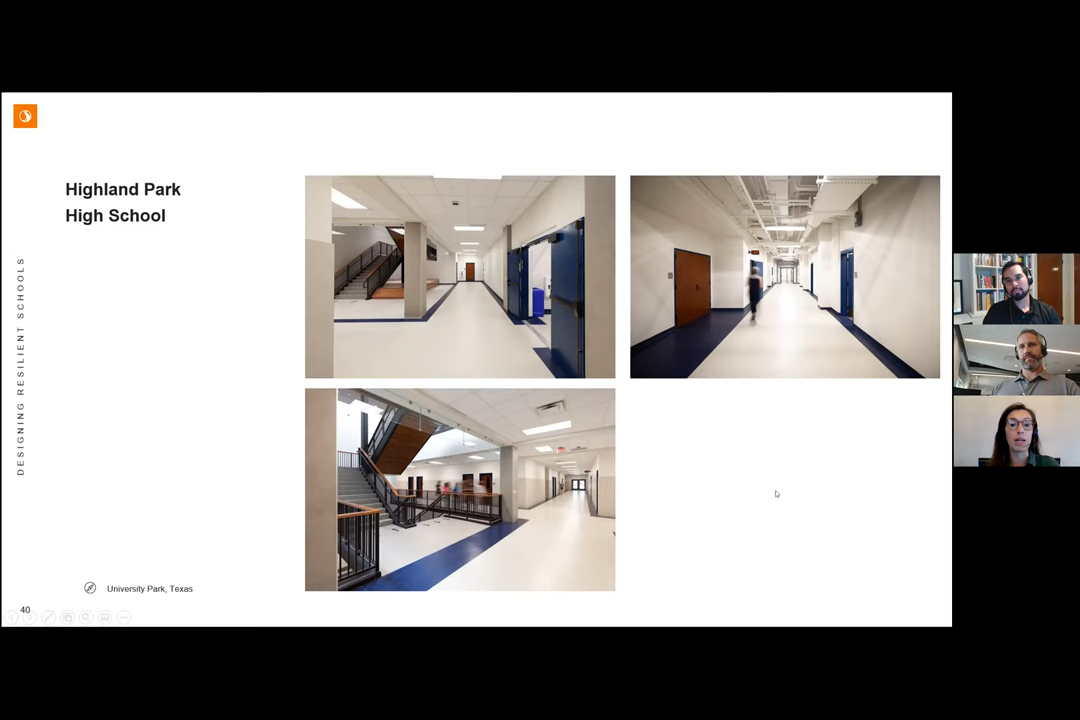 Highland Park
High School
DESIGNING RESILIENT SCHOOLS
University Park, Texas
40